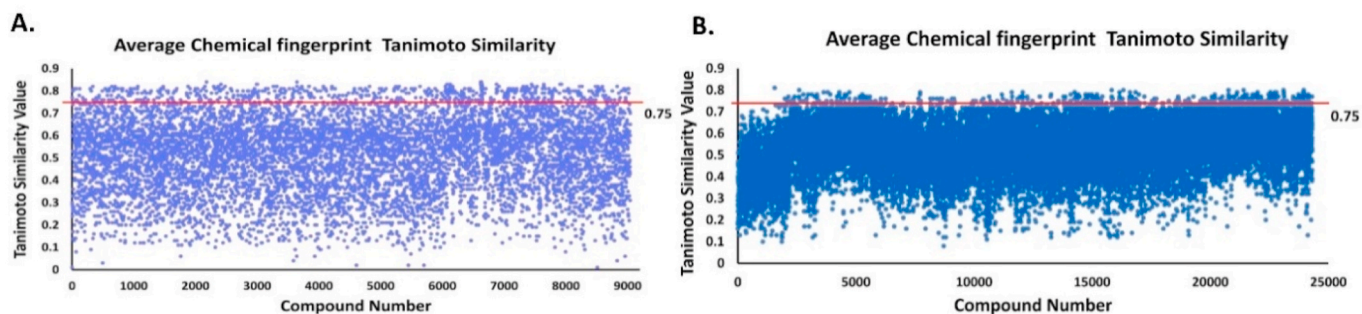 A.
Average Chemical fingerprint Tanimoto Similarity
Tanimoto Similarity Value
0.9
0.8
0.7
0.6
0.5
0.4
0.3
0.2
0.1
0
0.75
0 1000 2000 3000 4000 5000 6000 7000 8000 9000
Compound Number
B.
Average Chemical fingerprint Tanimoto Similarity
Tanimoto Similarity Value
0.9
0.8
0.7
0.6
0.5
0.4
0.3
0.2
0.1
0
0.75
0 5000 10000 15000 20000 25000
Compound Number